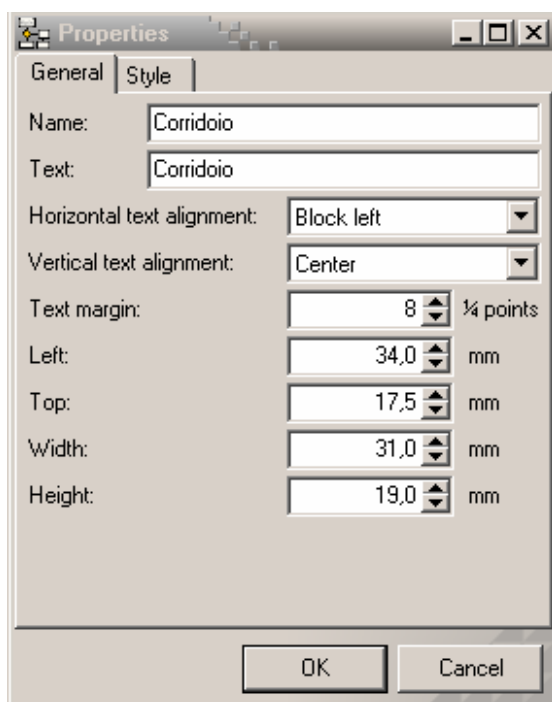 Properties
General Style
Name: Corridoio
Text: Corridoio
Horizontal text alignment: Block left
Vertical text alignment: Center
Text margin: 8 ¼ points
Left: 34,0 mm
Top: 17,5 mm
Width: 31,0 mm
Height: 19,0 mm
OK Cancel